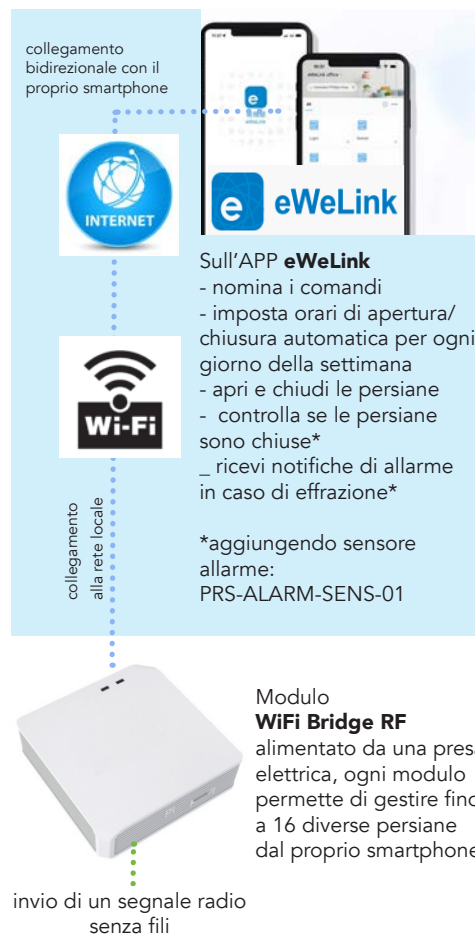 collegamento
bidirezionale con il
proprio smartphone
e
eWeLink
INTERNET
eWeLink
Sull'APP eWeLink
- nomina i comandi
- imposta orari di apertura/
chiusura automatica per ogni
giorno della settimana
- apri e chiudi le persiane
-  controlla se le persiane
sono chiuse*
_ ricevi notifiche di allarme
in caso di effrazione*
Wi-Fi
collegamento
alla rete locale
*aggiungendo sensore
allarme:
PRS-ALARM-SENS-01
Modulo
WiFi Bridge RF
alimentato da una presa
elettrica, ogni modulo
permette di gestire fino
a 16 diverse persiane
dal proprio smartphone
invio di un segnale radio
senza fili